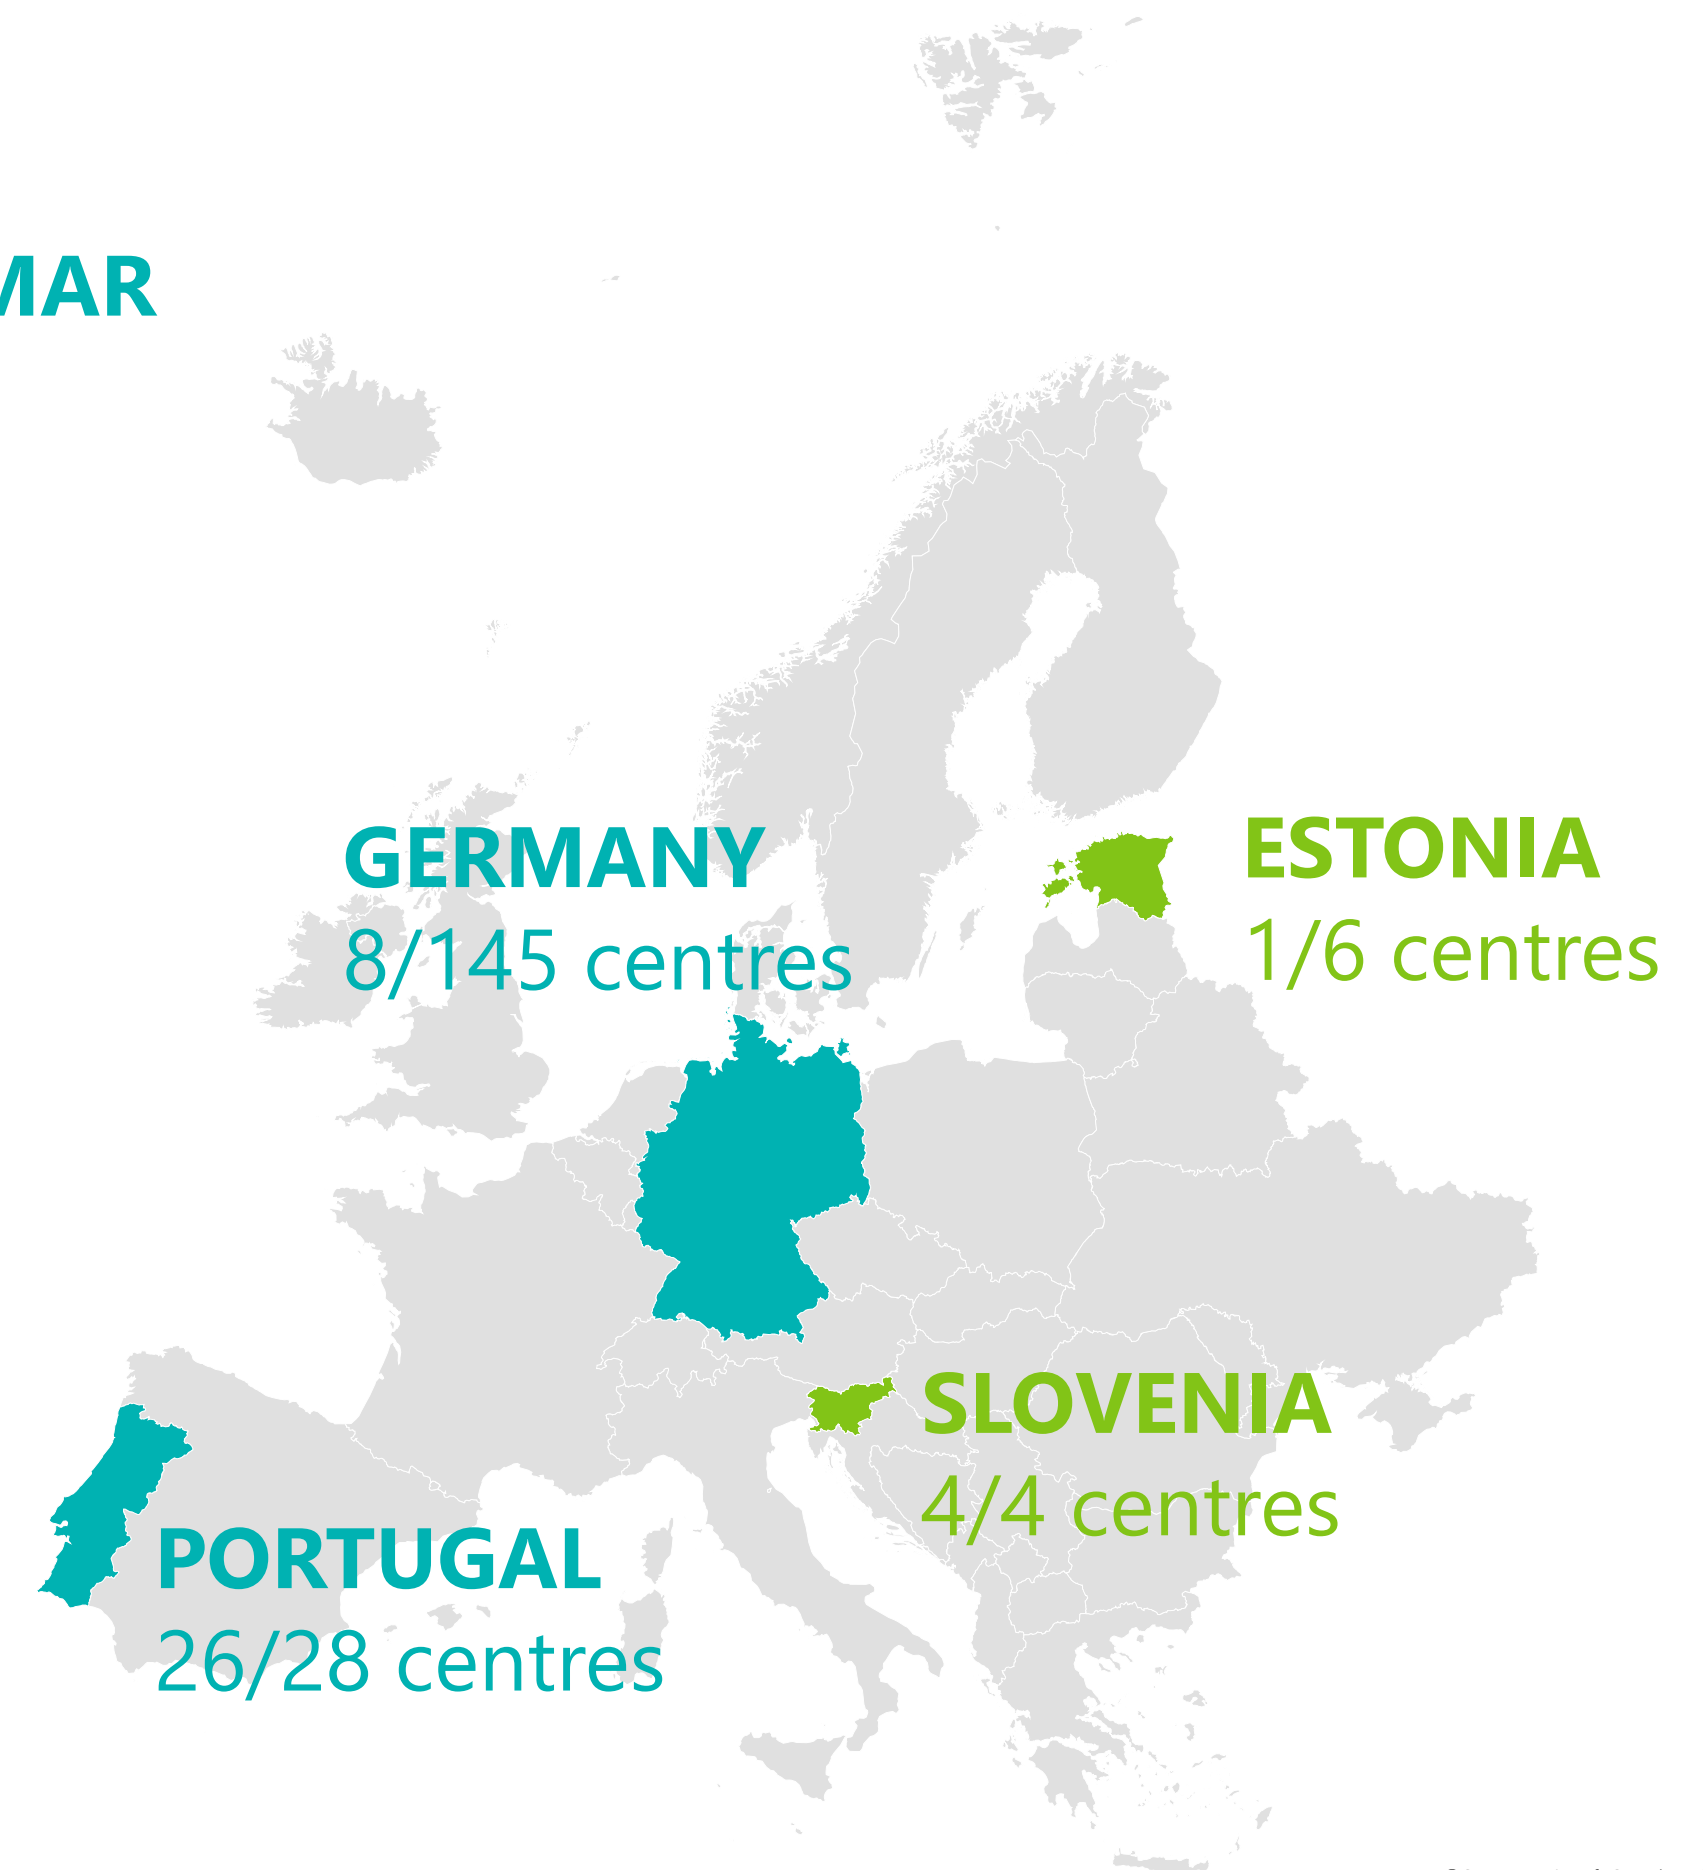 MAR
GERMANY
8/145 centres
ESTONIA
1/6 centres
SLOVENIA
4/4 centres
PORTUGAL
26/28 centres